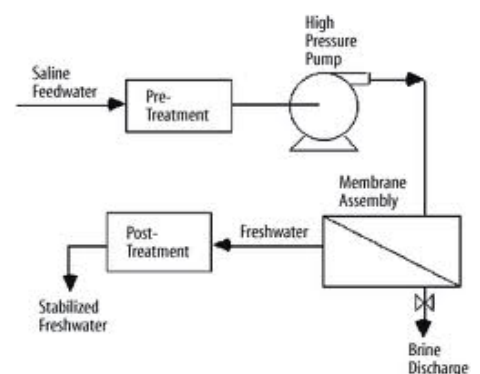 High
Pressure
Pump
Saline
Feedwater
Pre-
Treatment
Membrane
Assembly
Freshwater
Post-
Treatment
Stabilized
Freshwater
Brine
Discharge